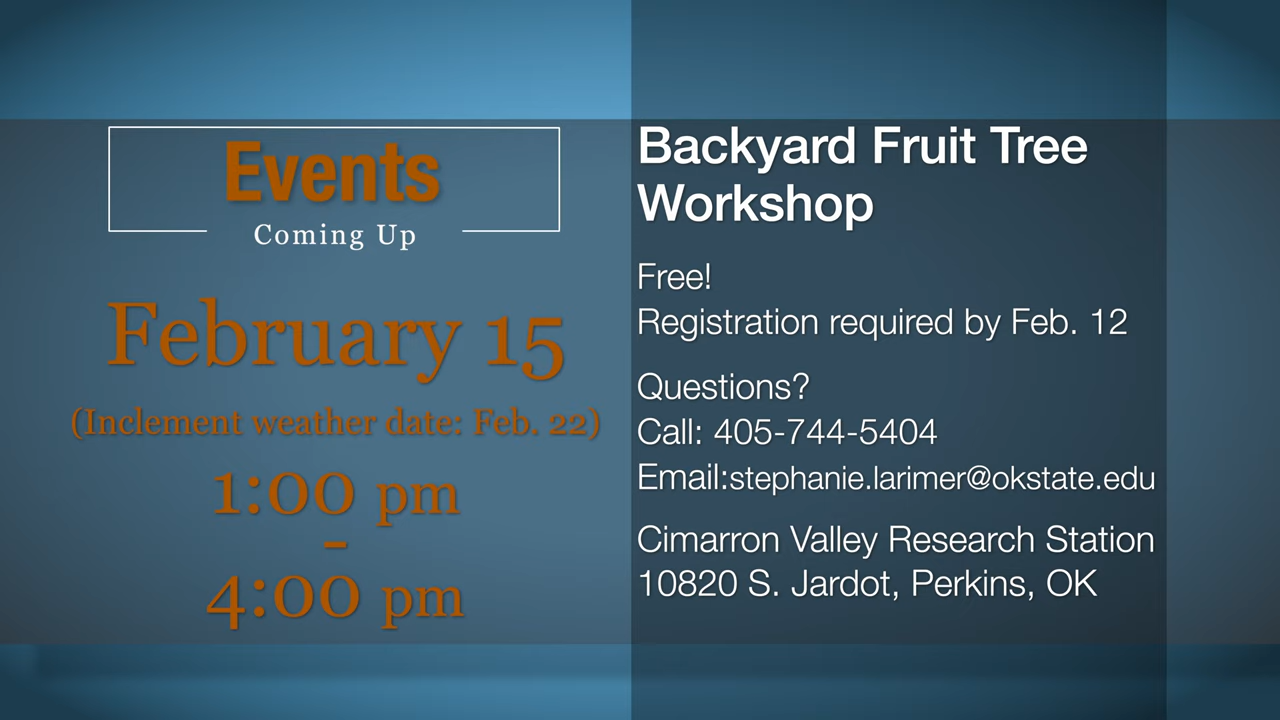 Events
Coming Up
February 15
(Inclement weather date: Feb. 22)
1:00 pm
-
4:00 pm
Backyard Fruit Tree
Workshop
Free!
Registration required by Feb. 12
Questions?
Call: 405-744-5404
Email:stephanie.larimer@okstate.edu
Cimarron Valley Research Station
10820 S. Jardot, Perkins, OK